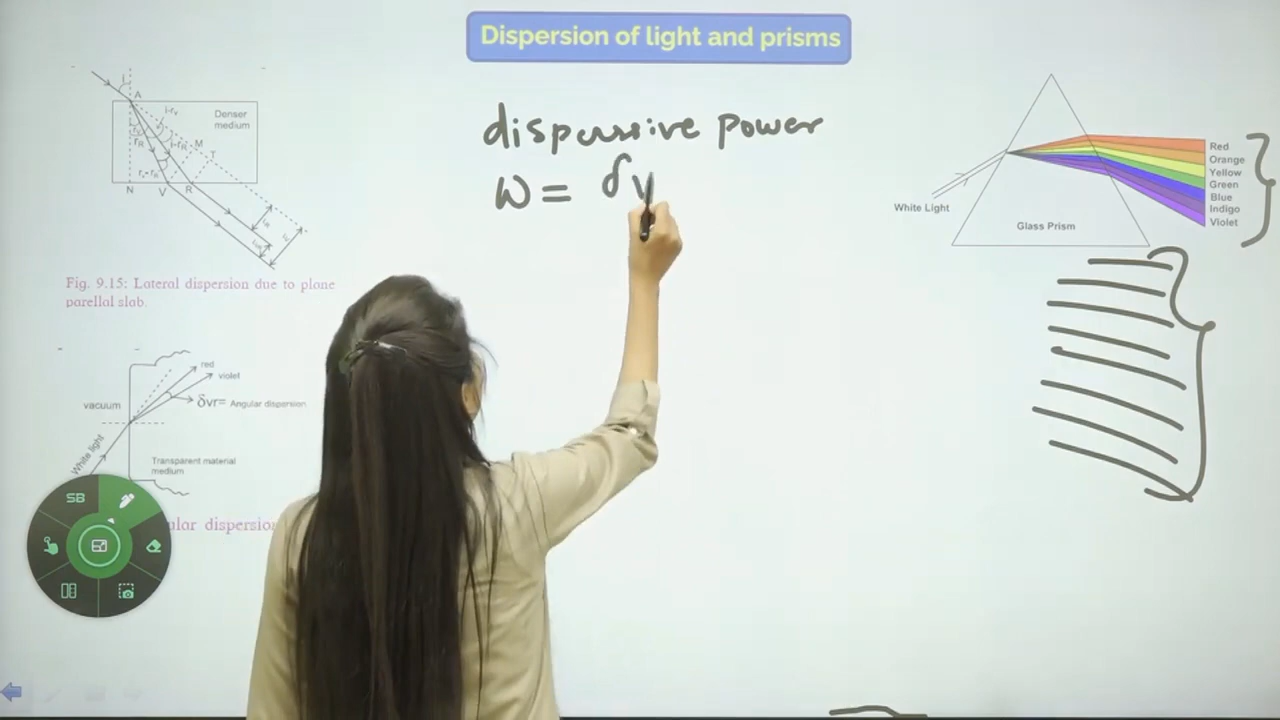 Dispersion of light and prisms
dispersive power
ω = δv
A
Denser
medium
M
T
N
V
R
Fig. 9.15: Lateral dispersion due to plane
parellal slab.
red
violet
vacuum
δvr= Angular dispersion
White light
Transparent material
medium
ular dispersion
SB
White Light
Glass Prism
Red
Orange
Yellow
Green
Blue
Indigo
Violet